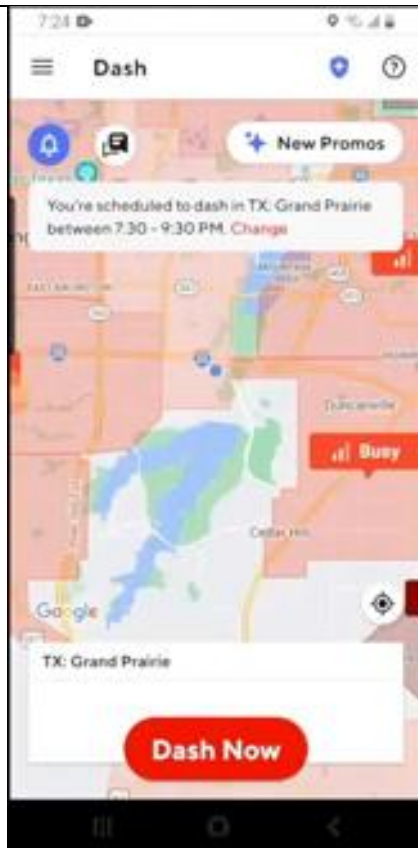 7:24
Dash
New Promos
You're scheduled to dash in TX: Grand Prairie
between 7:30 - 9:30 PM. Change
Duncanville
Busy
Cedar Hill
Google
TX: Grand Prairie
Dash Now